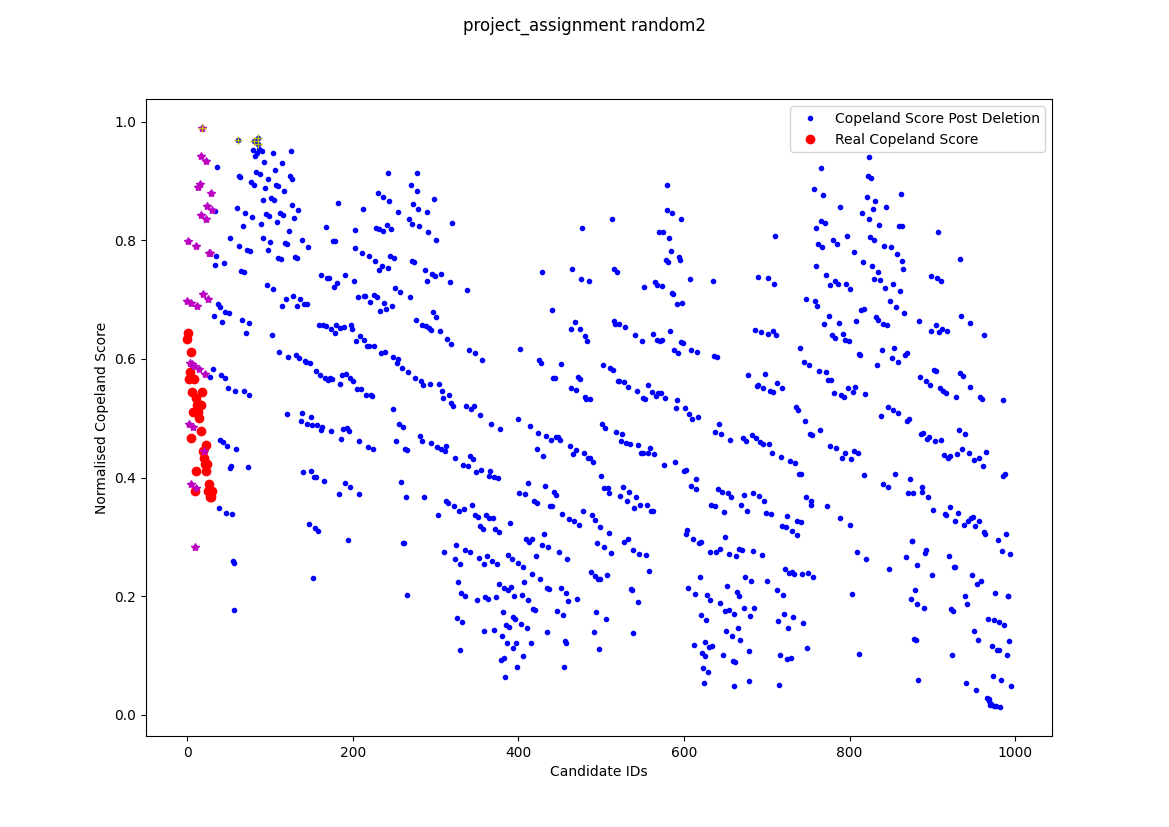 project_assignment random2
Copeland Score Post Deletion
Real Copeland Score
Normalised Copeland Score
1.0
0.8
0.6
0.4
0.2
0.0
0
200
400
600
800
1000
Candidate IDs